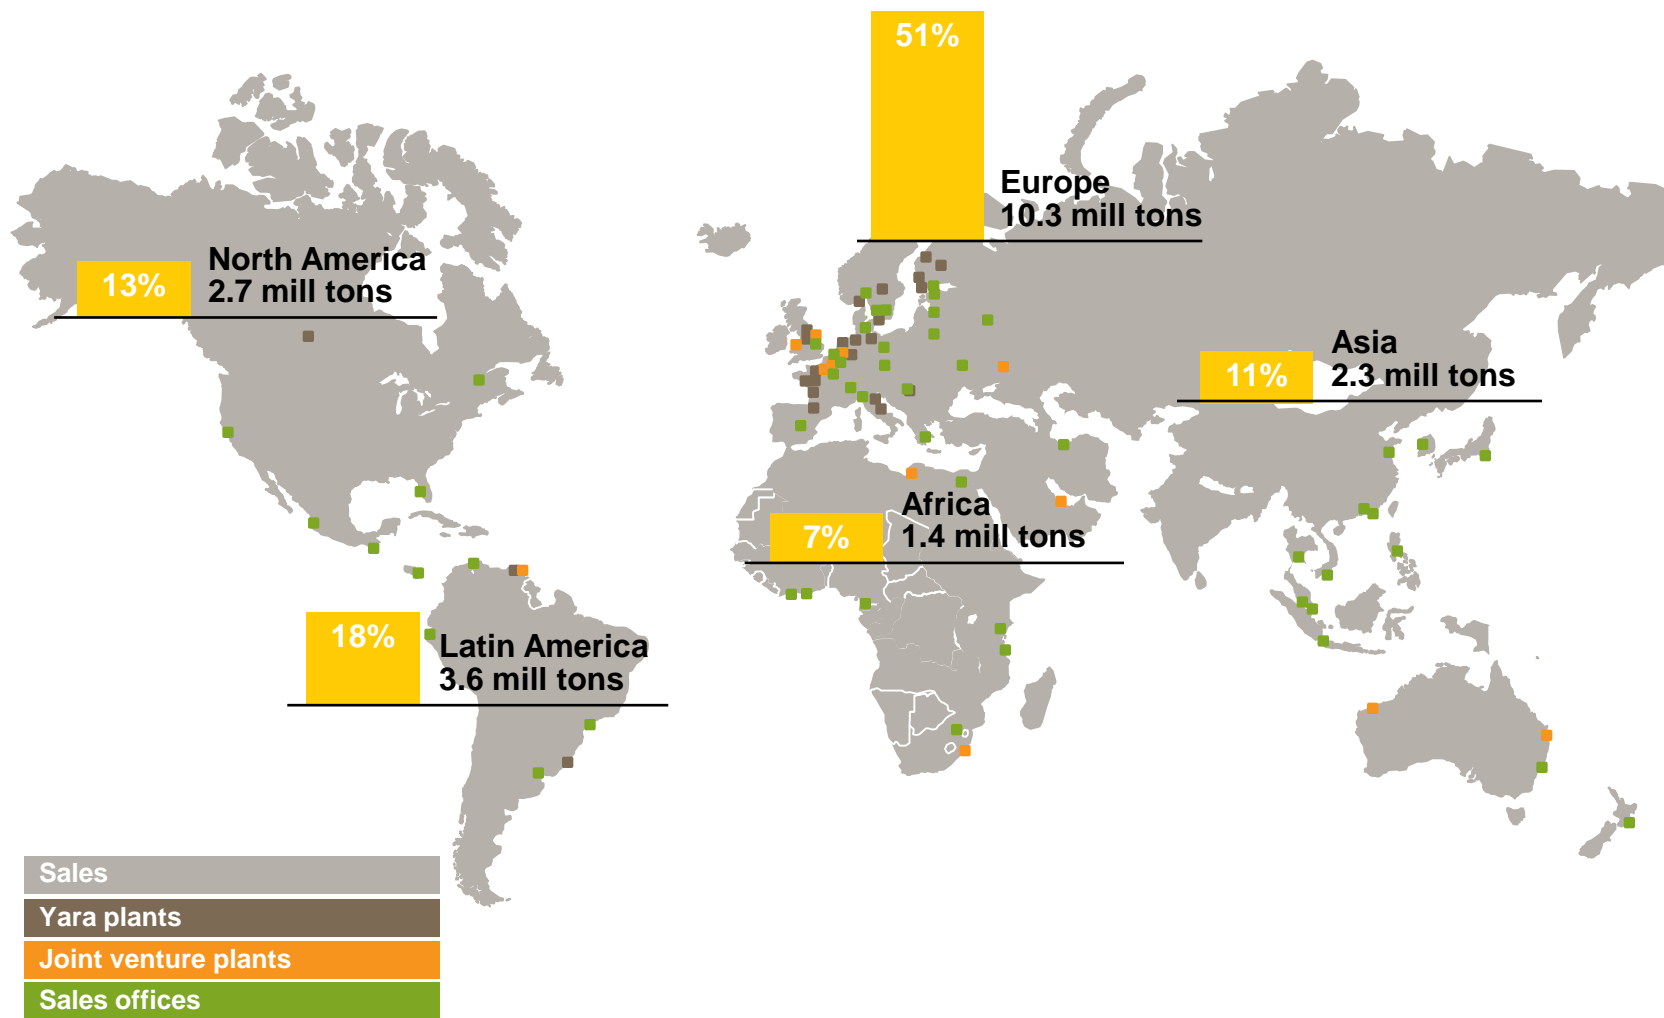 51%
Europe
10.3 mill tons
13%
North America
2.7 mill tons
11%
Asia
2.3 mill tons
7%
Africa
1.4 mill tons
18%
Latin America
3.6 mill tons
Sales
Yara plants
Joint venture plants
Sales offices